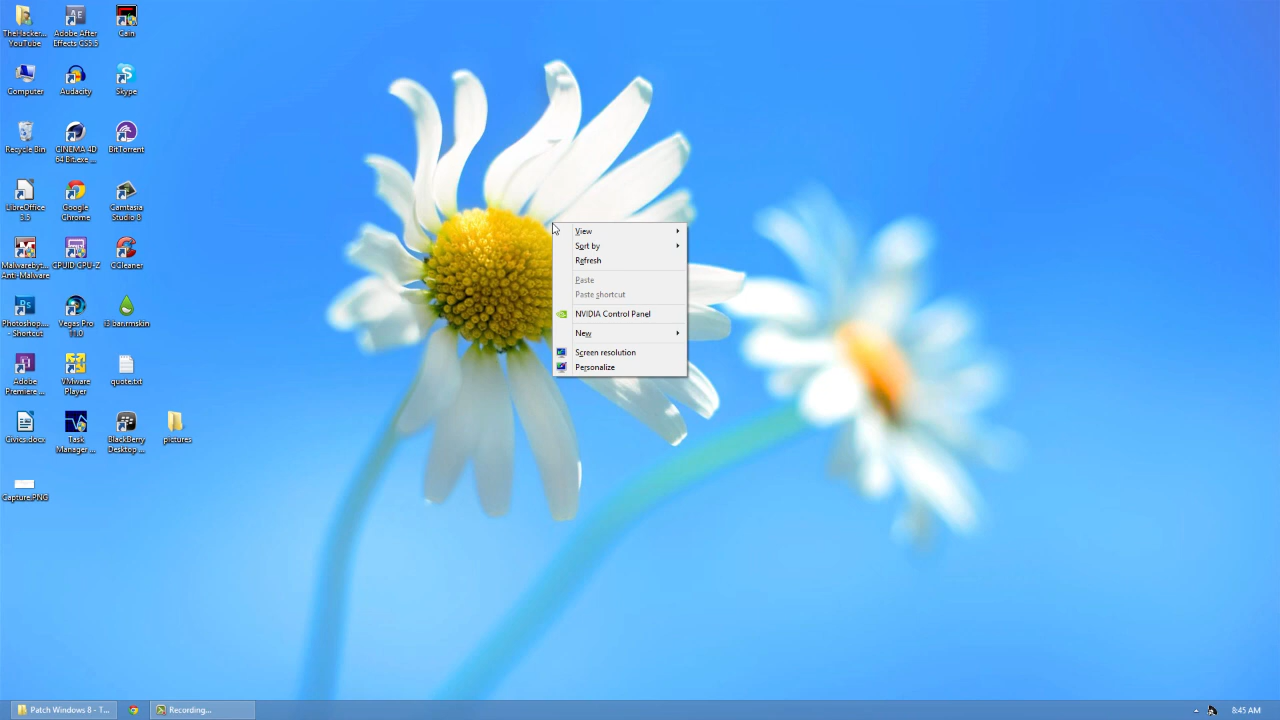 TheHacker...
YouTube
Adobe After
Effects CS5.5
Cain
Computer
Audacity
Skype
Recycle Bin
CINEMA 4D
64 Bit.exe ...
BitTorrent
LibreOffice
3.5
Google
Chrome
Camtasia
Studio 8
Malwarebyt...
Anti-Malware
CPUID CPU-Z
CCleaner
Photoshop...
- Shortcut
Vegas Pro
11.0
i3.banrmskin
Adobe
Premiere ...
VMware
Player
quote.txt
Civics.docx
Task
Manager ...
BlackBerry
Desktop ...
pictures
Capture.PNG
View
Sort by
Refresh
Paste
Paste shortcut
NVIDIA Control Panel
New
Screen resolution
Personalize
Patch Windows 8 - T...
Recording...
8:45 AM